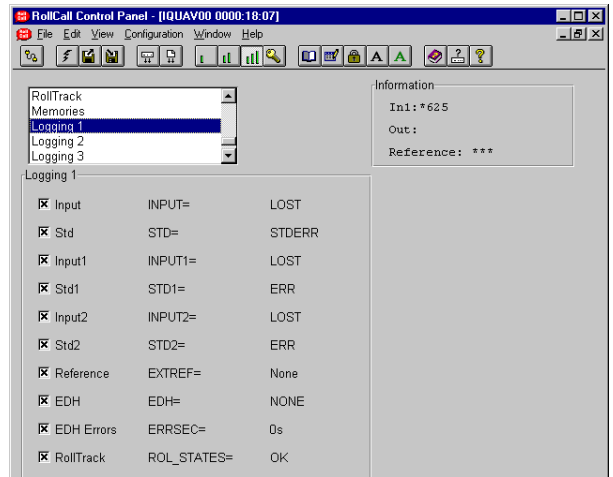 RollCall Control Panel - [IQUAV00 0000:18:07]
File Edit View Configuration Window Help
A A ?
RollTrack
Memories
Logging 1
Logging 2
Logging 3
Information
In1:*625
Out:
Reference: ***
Logging 1
Input INPUT= LOST
Std STD= STDERR
Input1 INPUT1= LOST
Std1 STD1= ERR
Input2 INPUT2= LOST
Std2 STD2= ERR
Reference EXTREF= None
EDH EDH= NONE
EDH Errors ERRSEC= 0s
RollTrack ROL_STATES= OK